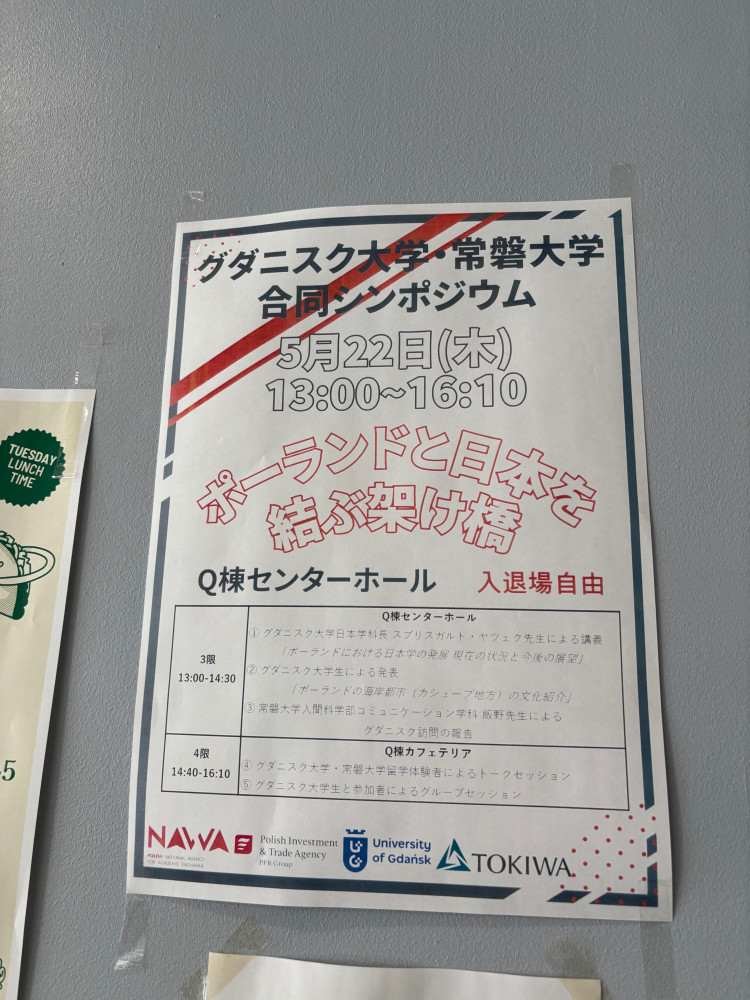 グダニスク大学・常磐大学
合同シンポジウム
5月22日(木)
13:00~16:10
ポーランドと日本を
結ぶ架け橋
Q棟センターホール 入退場自由
Q棟センターホール
3限
13:00-14:30
① グダニスク大学日本学科長 スプリスガルト・ヤツェク先生による講義
「ポーランドにおける日本学の発展 現在の状況と今後の展望」
② グダニスク大学生による発表
「ポーランドの海岸都市（カシューブ地方）の文化紹介」
③ 常磐大学人間科学部コミュニケーション学科 飯野先生による
グダニスク訪問の報告
4限
14:40-16:10
Q棟カフェテリア
④ グダニスク大学・常磐大学留学体験者によるトークセッション
⑤ グダニスク大学生と参加者によるグループセッション
NAWA
POLISH NATIONAL AGENCY
FOR ACADEMIC EXCHANGE
Polish Investment
& Trade Agency
PFR Group
University
of Gdańsk
TOKIWA
TUESDAY
LUNCH
TIME